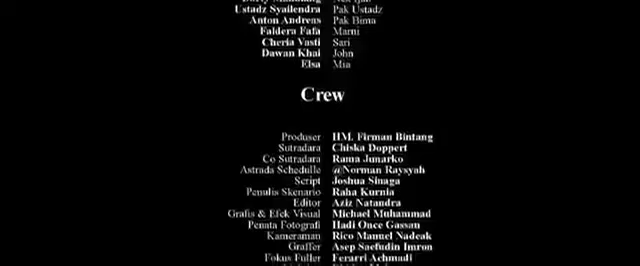 Ustadz Syailendra Pak Ustadz
Anton Andreas Pak Bima
Faldera Fafa Marni
Cheria Vasti Sari
Dawan Khai John
Elsa Mia
Crew
Produser HM. Firman Bintang
Sutradara Chiska Doppert
Co Sutradara Rama Junarko
Astrada Schedulle @Norman Raysyah
Script Joshua Sinaga
Penulis Skenario Raha Kurnia
Editor Aziz Natandra
Grafis & Efek Visual Michael Muhammad
Penata Fotografi Hadi Once Gassan
Kameraman Rico Manuel Nadeak
Graffer Asep Saefudin Imron
Fokus Fuller Ferarri Achmadi